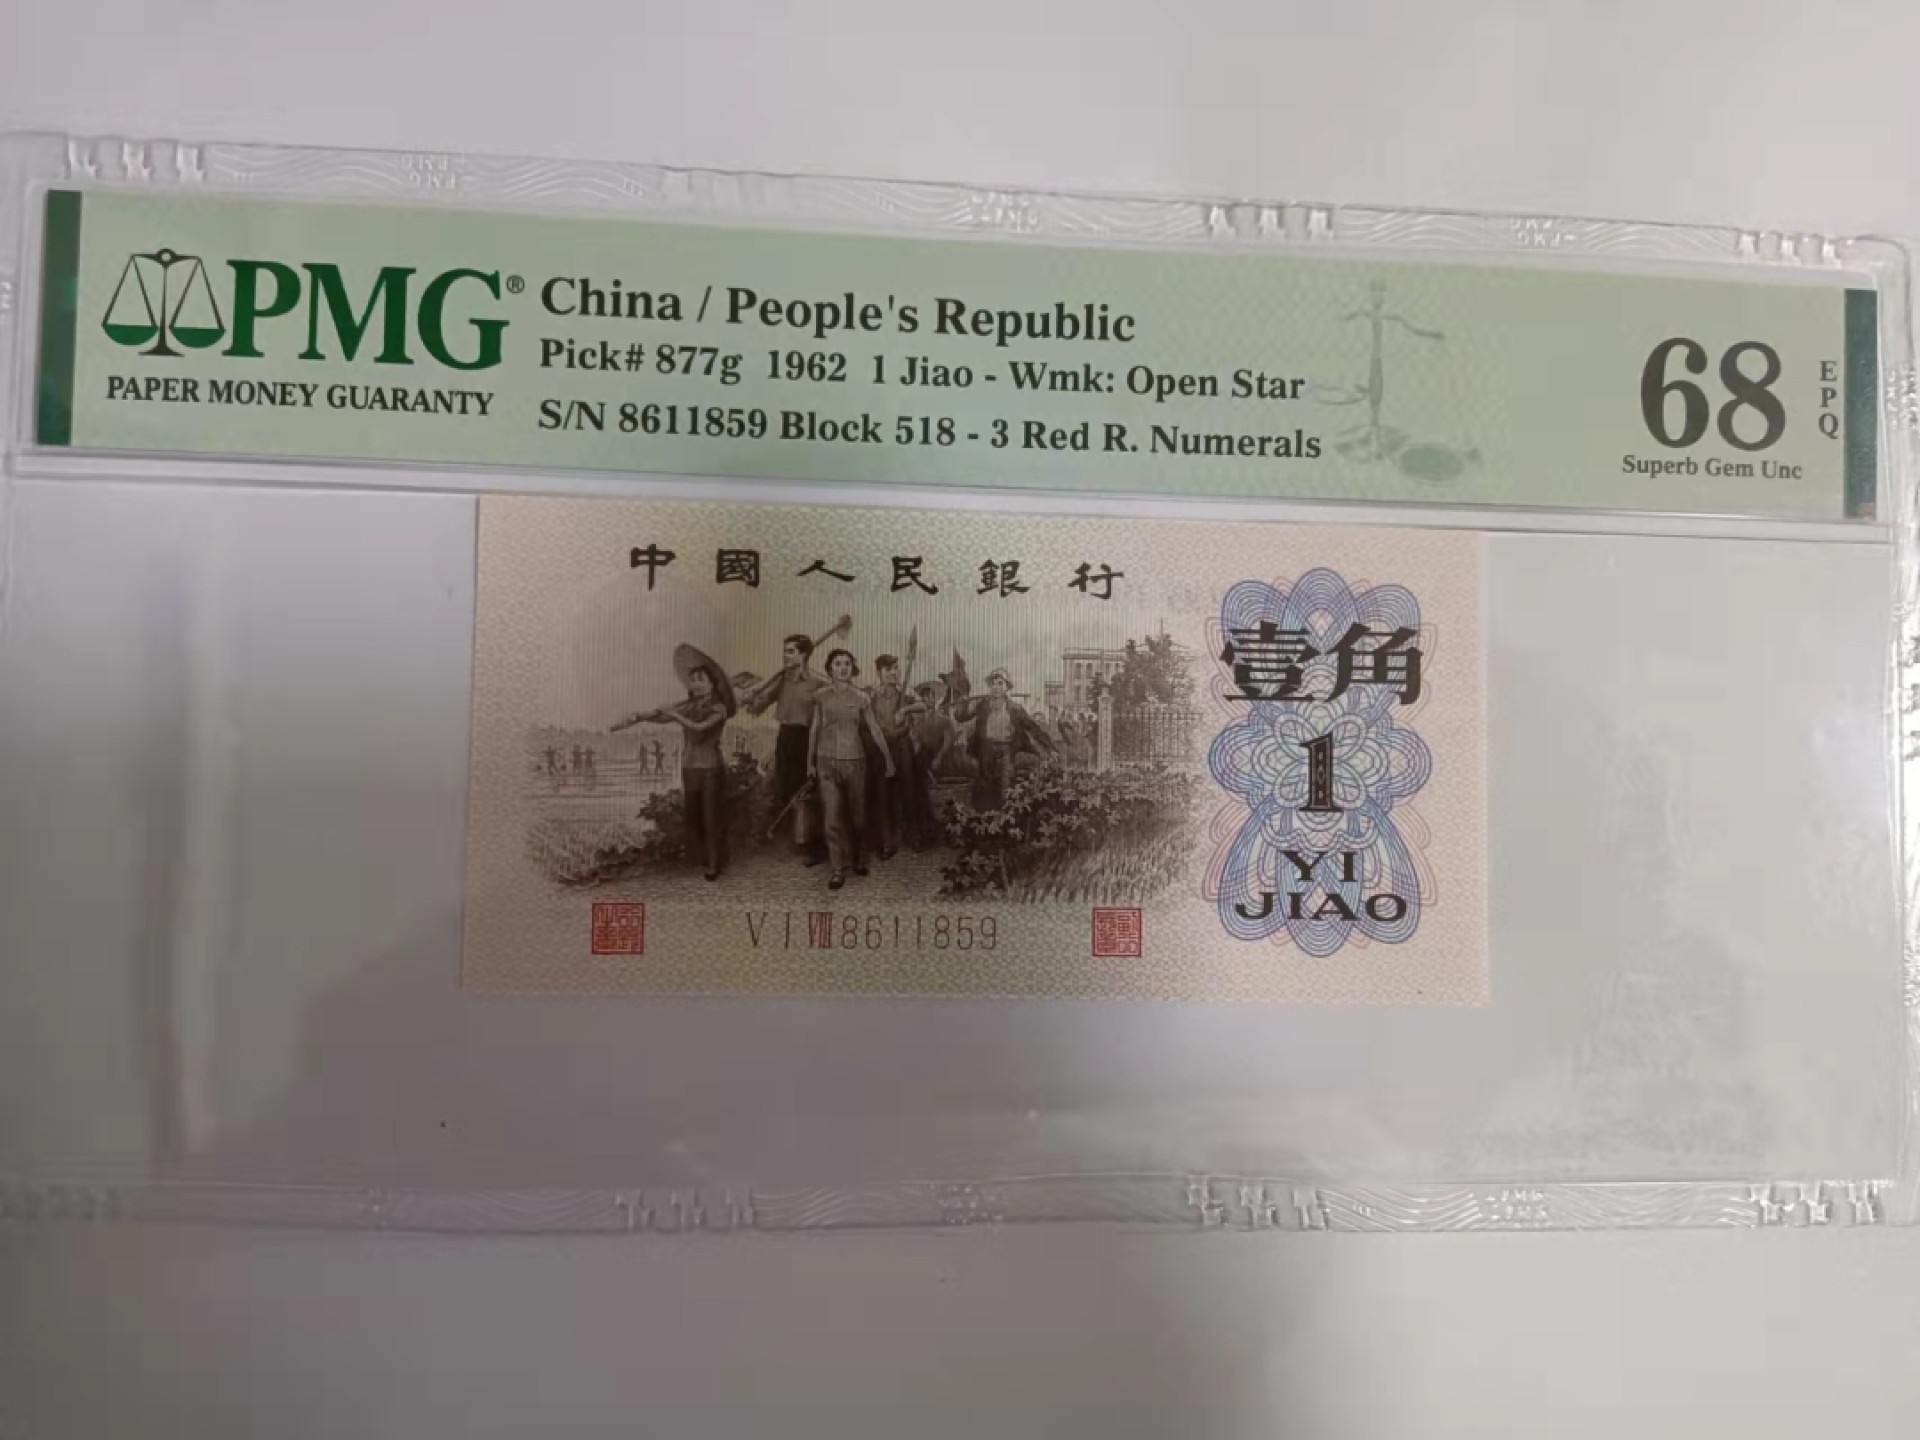 PMG®
PAPER MONEY GUARANTY
China / People's Republic
Pick# 877g 1962 1 Jiao - Wmk: Open Star
S/N 8611859 Block 518 - 3 Red R. Numerals
68
EPQ
Superb Gem Unc
中國人民銀行
壹角
1
YI
JIAO
V I VIII 8611859